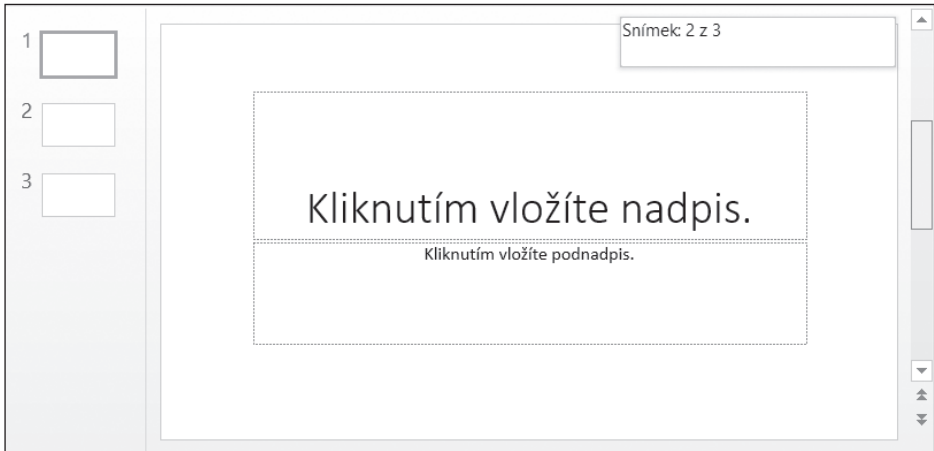 1
2
3
Snímek: 2 z 3
Kliknutím vložíte nadpis.
Kliknutím vložíte podnadpis.